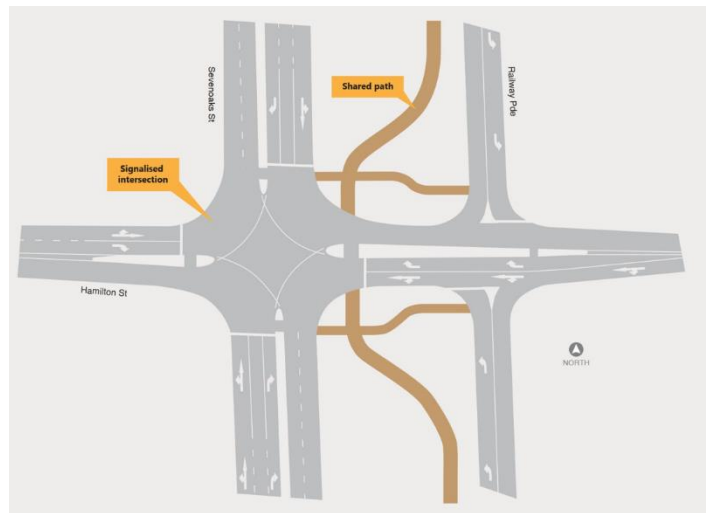 Sevenoaks St
Shared path
Railway Pde
Signalised
intersection
Hamilton St
NORTH